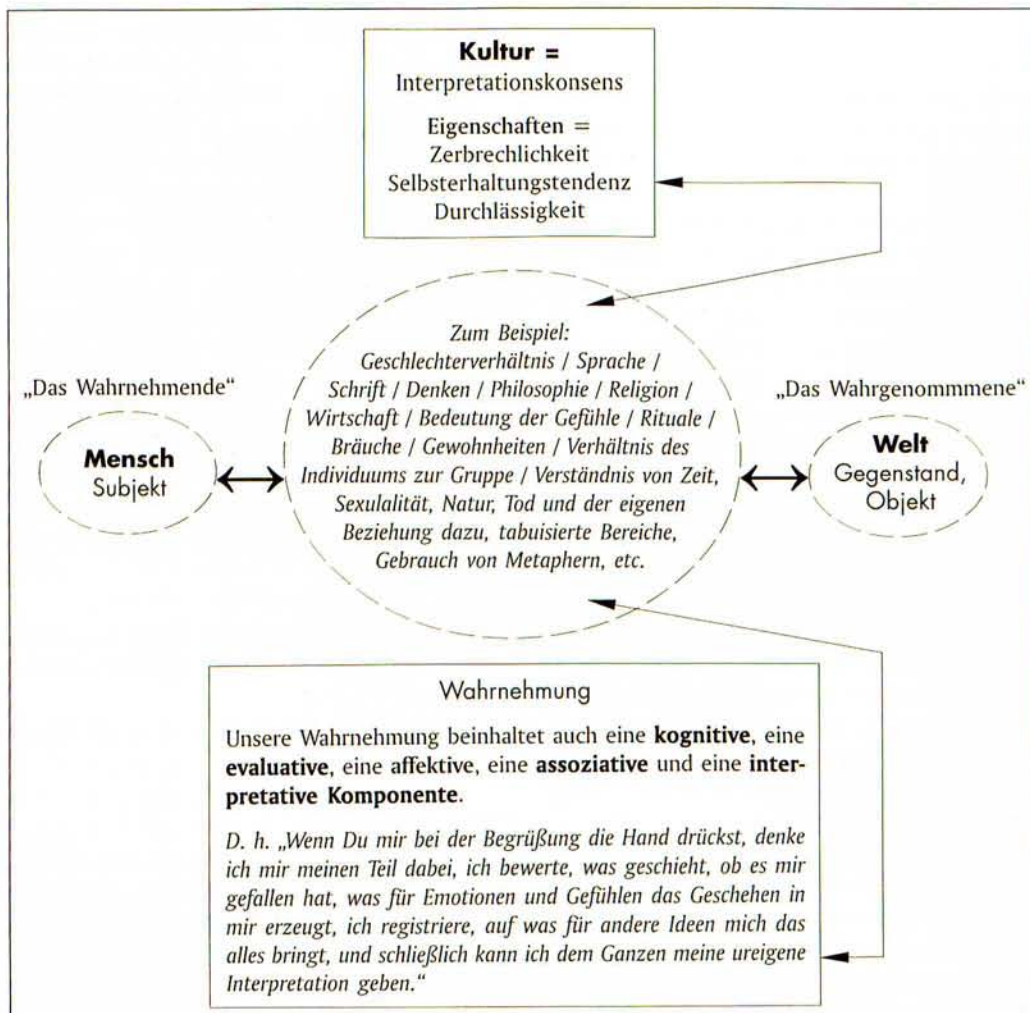 Kultur =
Interpretationskonsens
Eigenschaften =
Zerbrechlichkeit
Selbsterhaltungstendenz
Durchlässigkeit
„Das Wahrnehmende“
Mensch
Subjekt
Zum Beispiel:
Geschlechterverhältnis / Sprache /
Schrift / Denken / Philosophie / Religion /
Wirtschaft / Bedeutung der Gefühle / Rituale /
Bräuche / Gewohnheiten / Verhältnis des
Individuums zur Gruppe / Verständnis von Zeit,
Sexulalität, Natur, Tod und der eigenen
Beziehung dazu, tabuisierte Bereiche,
Gebrauch von Metaphern, etc.
„Das Wahrgenommmene“
Welt
Gegenstand,
Objekt
Wahrnehmung
Unsere Wahrnehmung beinhaltet auch eine kognitive, eine
evaluative, eine affektive, eine assoziative und eine inter-
pretative Komponente.
D. h. „Wenn Du mir bei der Begrüßung die Hand drückst, denke
ich mir meinen Teil dabei, ich bewerte, was geschieht, ob es mir
gefallen hat, was für Emotionen und Gefühlen das Geschehen in
mir erzeugt, ich registriere, auf was für andere Ideen mich das
alles bringt, und schließlich kann ich dem Ganzen meine ureigene
Interpretation geben.“